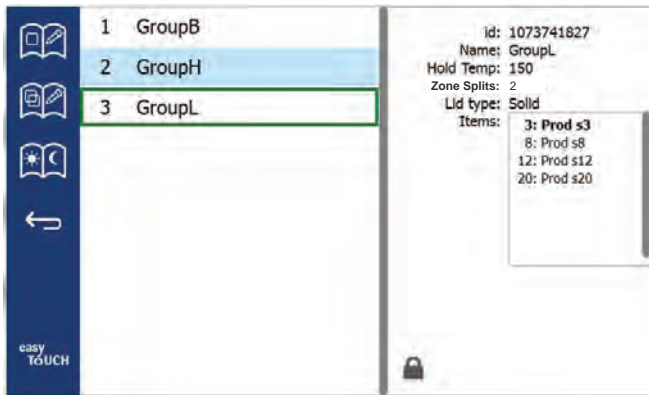 1 GroupB
2 GroupH
3 GroupL
easy
TOUCH
id: 1073741827
Name: GroupL
Hold Temp: 150
Zone Splits: 2
Lid type: Solid
Items:
3: Prod s3
8: Prod s8
12: Prod s12
20: Prod s20